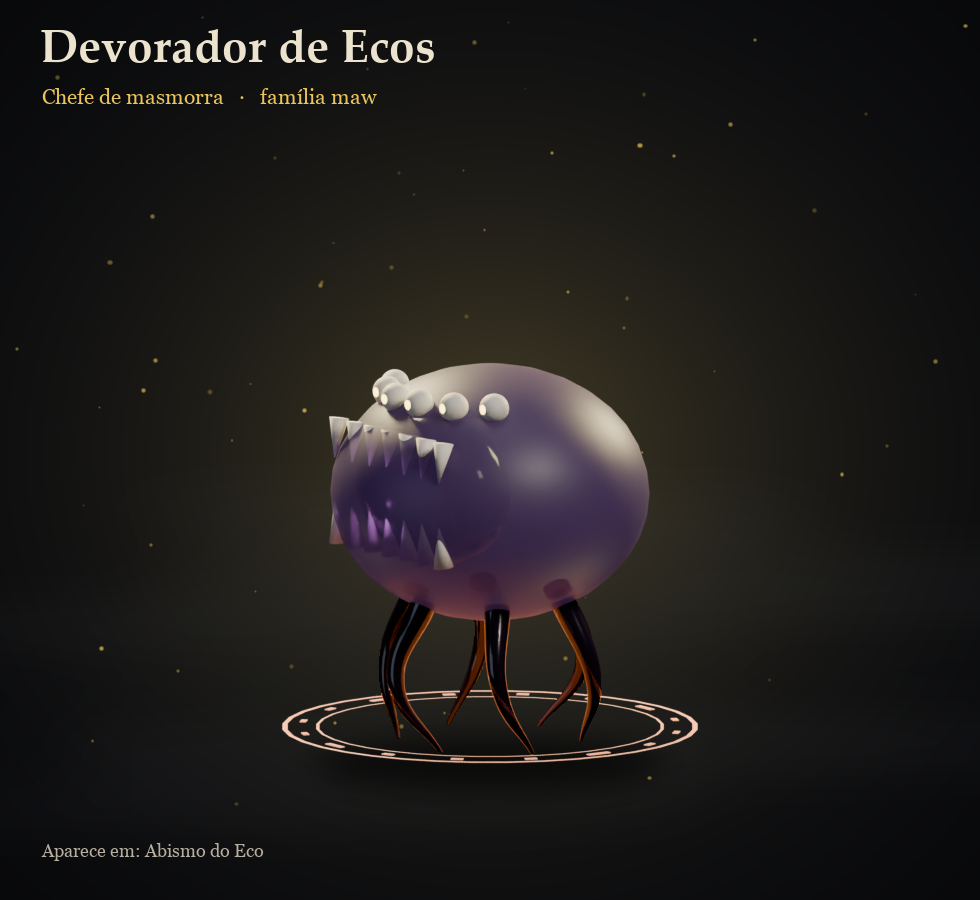 Devorador de Ecos
Chefe de masmorra · família maw
Aparece em: Abismo do Eco